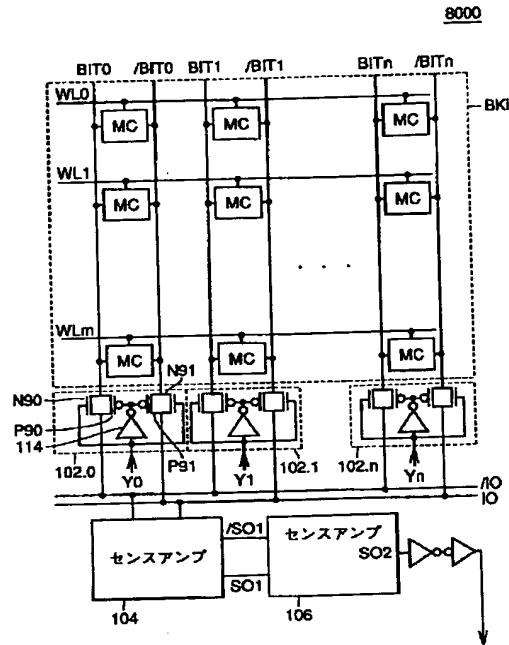 8000
BIT0 /BIT0 BIT1 /BIT1 BITn /BITn
WL0
BKi
MC MC MC
WL1
MC MC MC
. . . .
WLm
MC MC MC
N90 N91
P90
114
P91
102.0 Y0 Y1 102.1 102.n Yn
/IO
IO
センスアンプ /SO1 センスアンプ
SO2
SO1
104 106